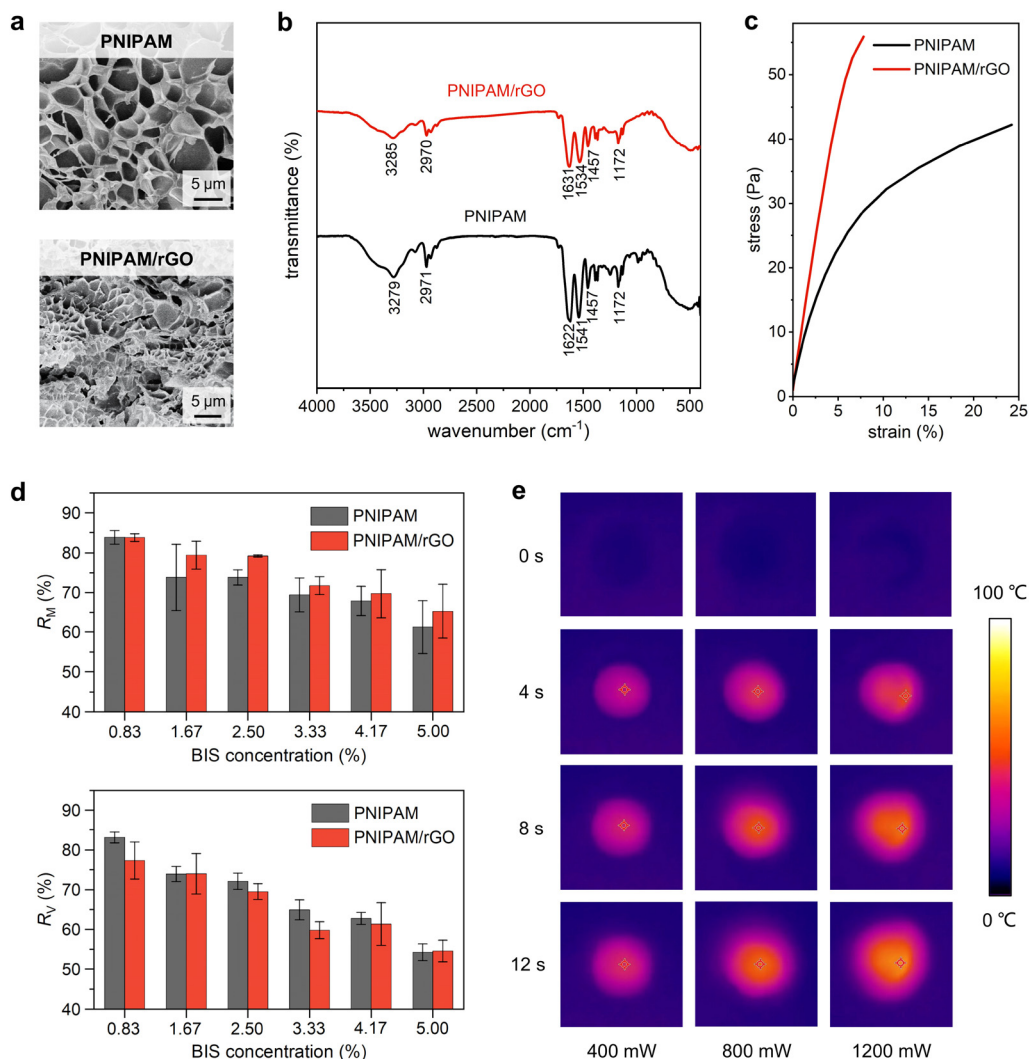 a
PNIPAM
5 μm
PNIPAM/rGO
5 μm
b
transmittance (%)
PNIPAM/rGO
3285
2970
1631
1534
1457
1172
PNIPAM
3279
2971
1622
1541
1457
1172
4000 3500 3000 2500 2000 1500 1000 500
wavenumber (cm⁻¹)
c
PNIPAM
PNIPAM/rGO
stress (Pa)
50
40
30
20
10
0
0 5 10 15 20 25
strain (%)
d
PNIPAM
PNIPAM/rGO
R_M (%)
90
80
70
60
50
40
0.83 1.67 2.50 3.33 4.17 5.00
BIS concentration (%)
PNIPAM
PNIPAM/rGO
R_V (%)
90
80
70
60
50
40
0.83 1.67 2.50 3.33 4.17 5.00
BIS concentration (%)
e
0 s
4 s
8 s
12 s
400 mW 800 mW 1200 mW
100 ℃
0 ℃